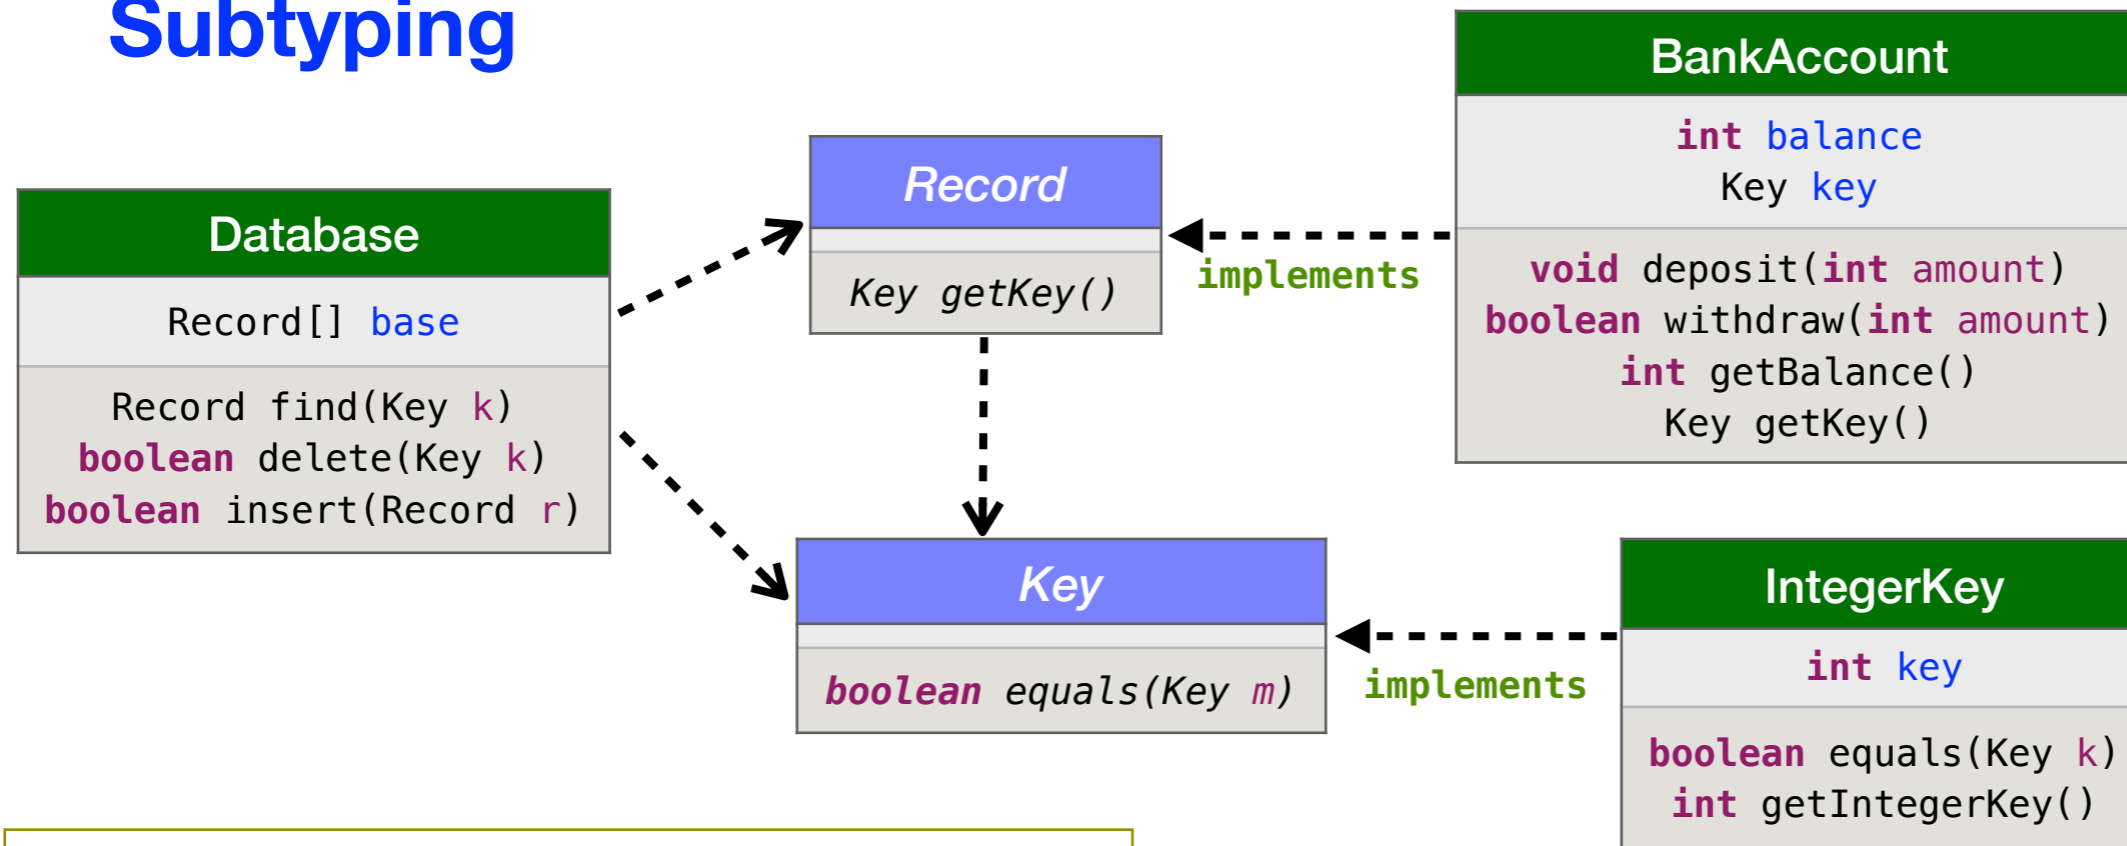 Subtyping
Database
Record[] base
Record find(Key k)
boolean delete(Key k)
boolean insert(Record r)
Record
Key getKey()
implements
BankAccount
int balance
Key key
void deposit(int amount)
boolean withdraw(int amount)
int getBalance()
Key getKey()
Key
boolean equals(Key m)
implements
IntegerKey
int key
boolean equals(Key k)
int getIntegerKey()